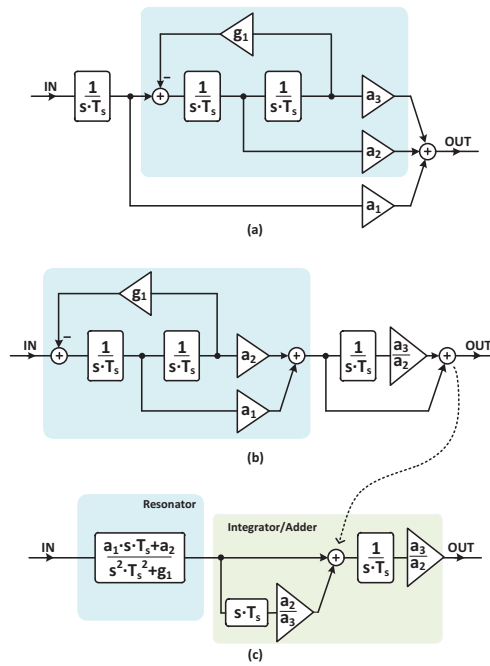 g₁
IN
1
s·Tₛ
−
+
1
s·Tₛ
1
s·Tₛ
a₃
OUT
a₂
+
a₁
(a)
g₁
IN
−
+
1
s·Tₛ
1
s·Tₛ
a₂
+
1
s·Tₛ
a₃
a₂
+
OUT
a₁
(b)
Resonator
Integrator/Adder
IN
a₁·s·Tₛ+a₂
s²·Tₛ²+g₁
+
1
s·Tₛ
a₃
a₂
OUT
s·Tₛ
a₂
a₃
(c)